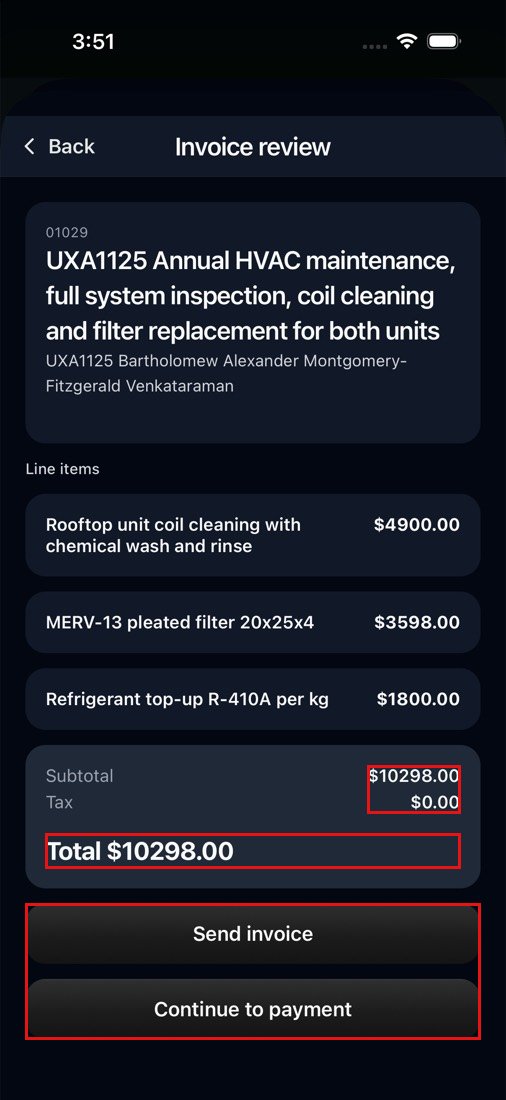 3:51
Back
Invoice review
01029
UXA1125 Annual HVAC maintenance,
full system inspection, coil cleaning
and filter replacement for both units
UXA1125 Bartholomew Alexander Montgomery-
Fitzgerald Venkataraman
Line items
Rooftop unit coil cleaning with
chemical wash and rinse
$4900.00
MERV-13 pleated filter 20x25x4 $3598.00
Refrigerant top-up R-410A per kg $1800.00
Subtotal $10298.00
Tax $0.00
Total $10298.00
Send invoice
Continue to payment